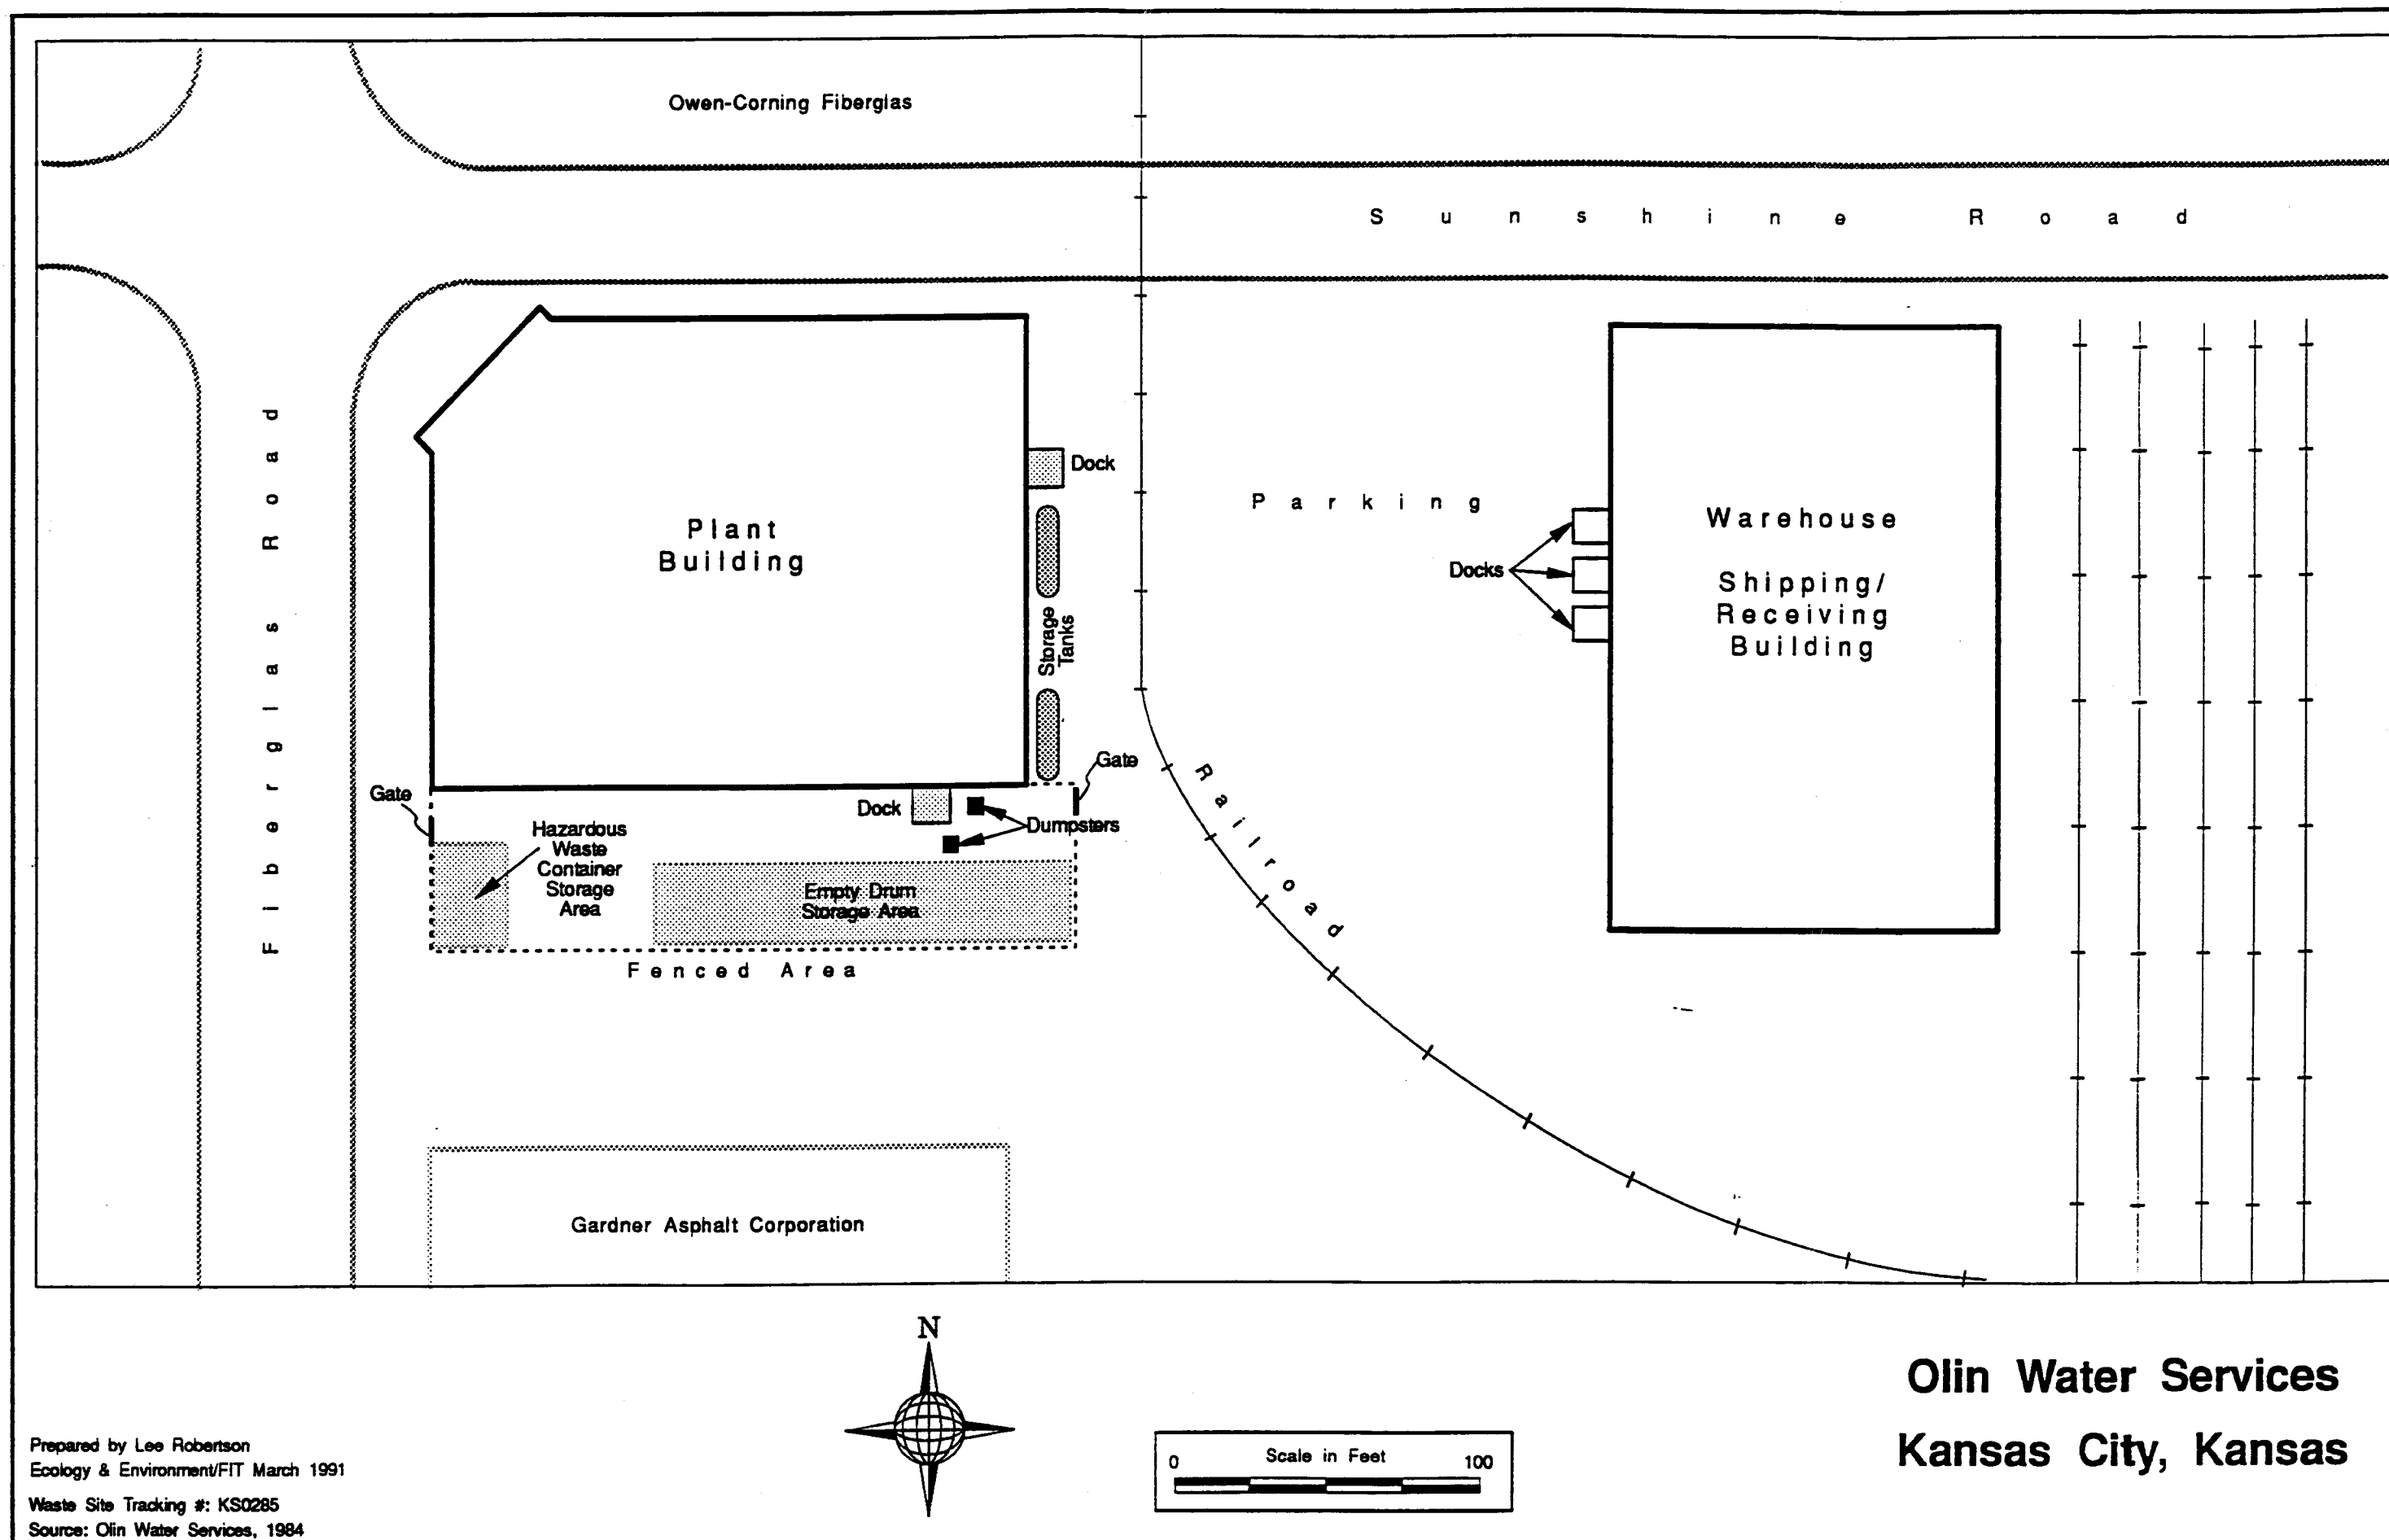 Owen-Corning Fiberglas
Sunshine Road
Fiberglas Road
Plant
Building
Dock
Storage
Tanks
Parking
Docks
Warehouse
Shipping/
Receiving
Building
Gate
Gate
Dock
Dumpsters
Hazardous
Waste
Container
Storage
Area
Empty Drum
Storage Area
Fenced Area
Railroad
Gardner Asphalt Corporation
N
Scale in Feet
0 100
Olin Water Services
Kansas City, Kansas
Prepared by Lee Robertson
Ecology & Environment/FIT March 1991
Waste Site Tracking #: KS0285
Source: Olin Water Services, 1984